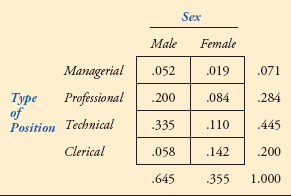 Sex
Male Female
Managerial .052 .019 .071
Type Professional .200 .084 .284
of
Position Technical .335 .110 .445
Clerical .058 .142 .200
.645 .355 1.000